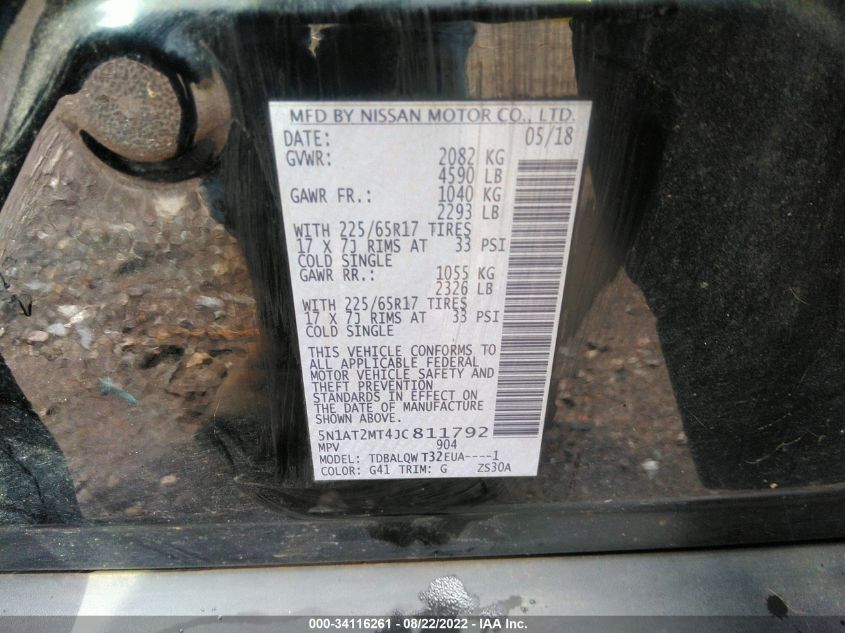 MFD BY NISSAN MOTOR CO., LTD.
DATE: 05/18
GVWR: 2082 KG
4590 LB
GAWR FR.: 1040 KG
2293 LB
WITH 225/65R17 TIRES
17 X 7J RIMS AT 33 PSI
COLD SINGLE
GAWR RR.: 1055 KG
2326 LB
WITH 225/65R17 TIRES
17 X 7J RIMS AT 33 PSI
COLD SINGLE
THIS VEHICLE CONFORMS TO
ALL APPLICABLE FEDERAL
MOTOR VEHICLE SAFETY AND
THEFT PREVENTION
STANDARDS IN EFFECT ON
THE DATE OF MANUFACTURE
SHOWN ABOVE.
5N1AT2MT4JC811792
MPV 904
MODEL: TDBALQW T32EUA----1
COLOR: G41 TRIM: G ZS30A
000-34116261 - 08/22/2022 - IAA Inc.